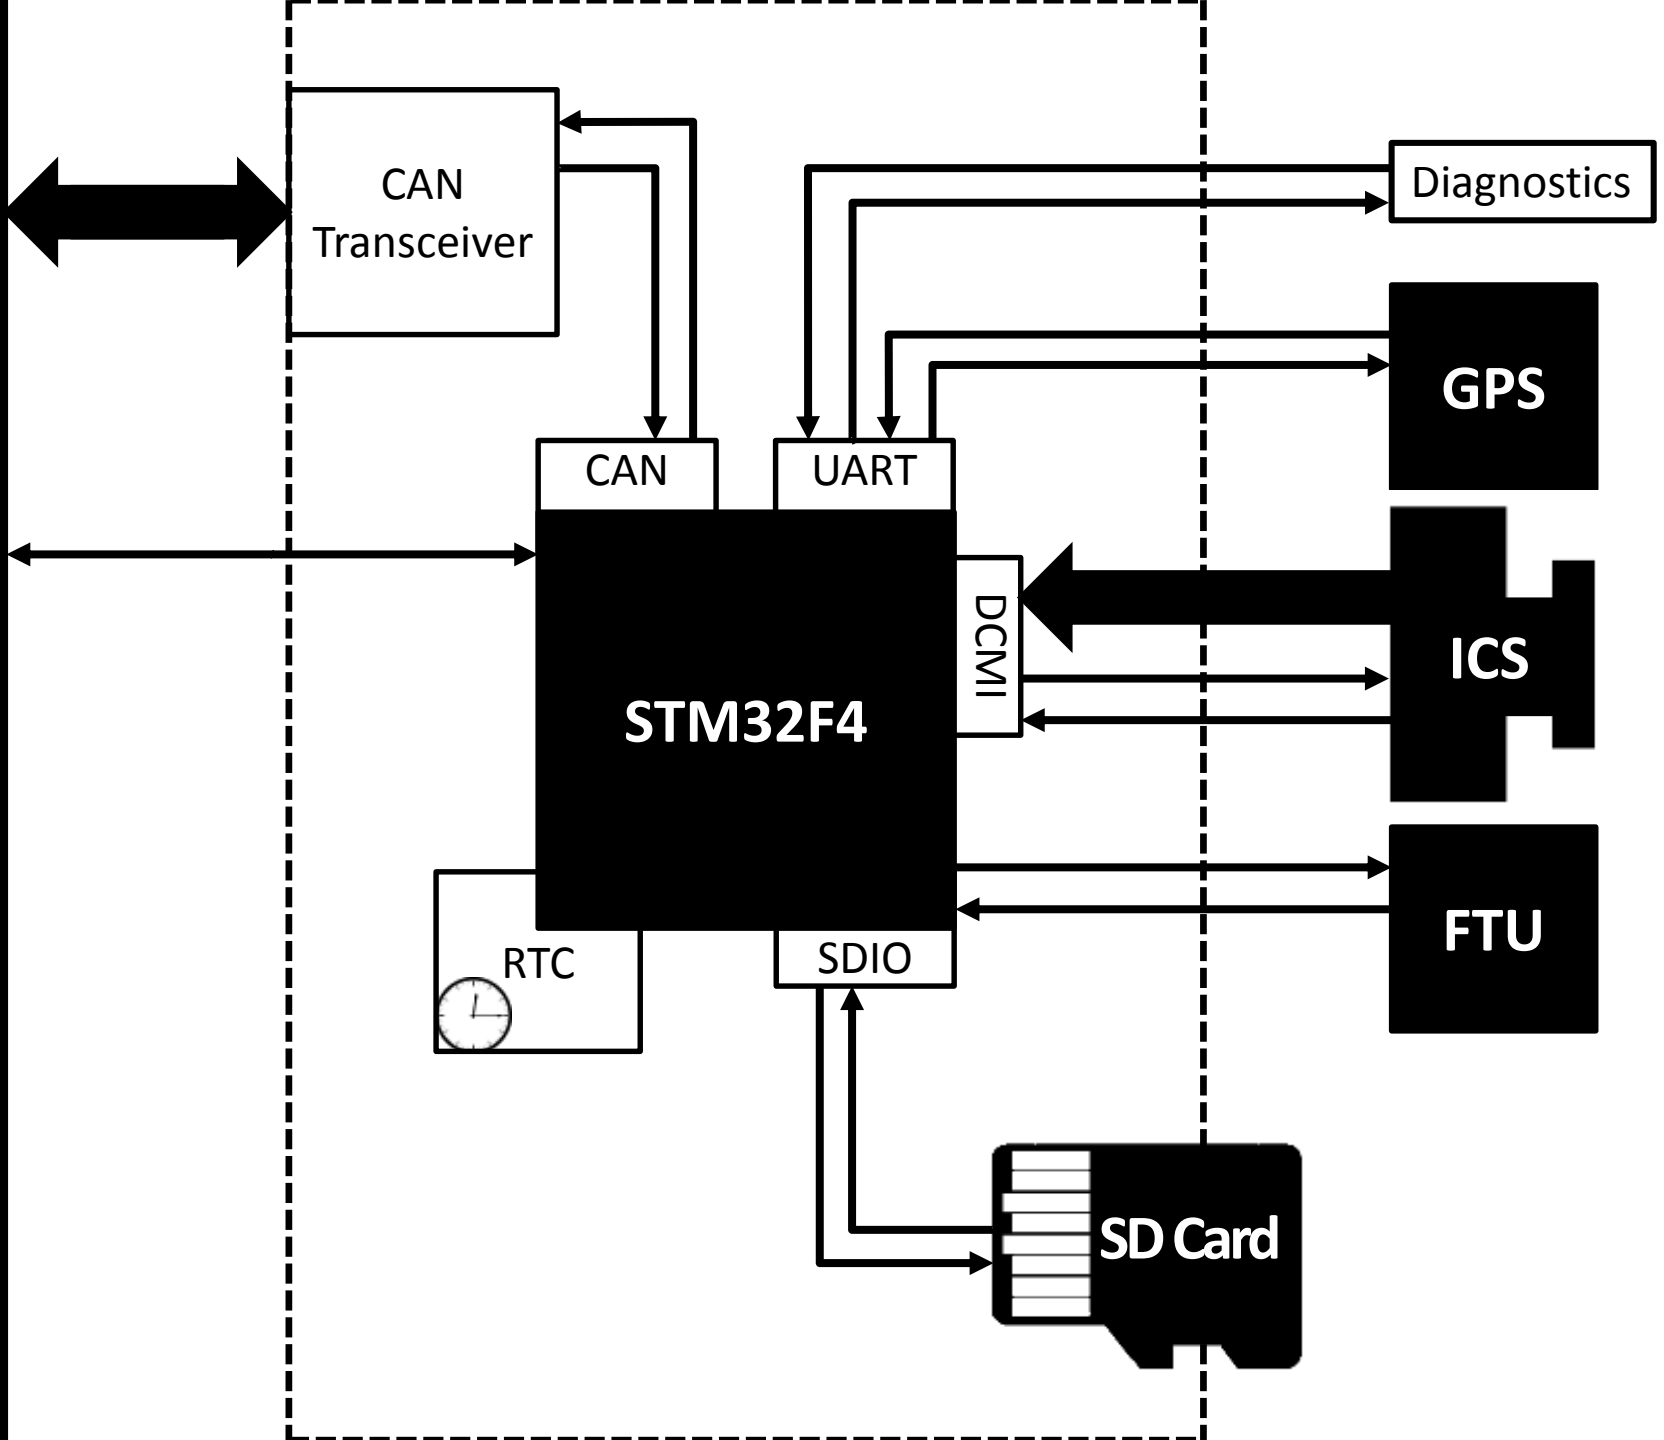 CAN
Transceiver
Diagnostics
GPS
CAN
UART
DCMI
ICS
STM32F4
FTU
RTC
SDIO
SD Card